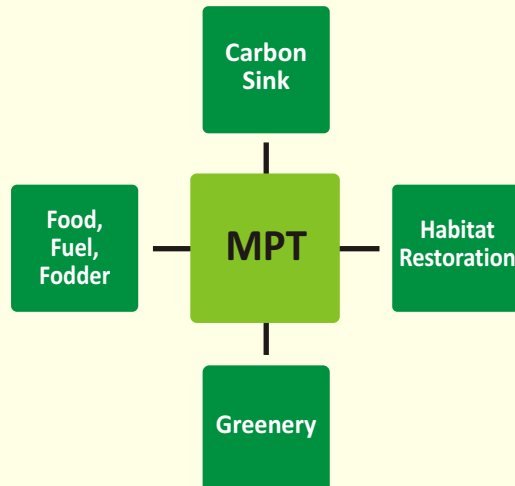 Carbon
Sink
Food,
Fuel,
Fodder
MPT
Habitat
Restoration
Greenery